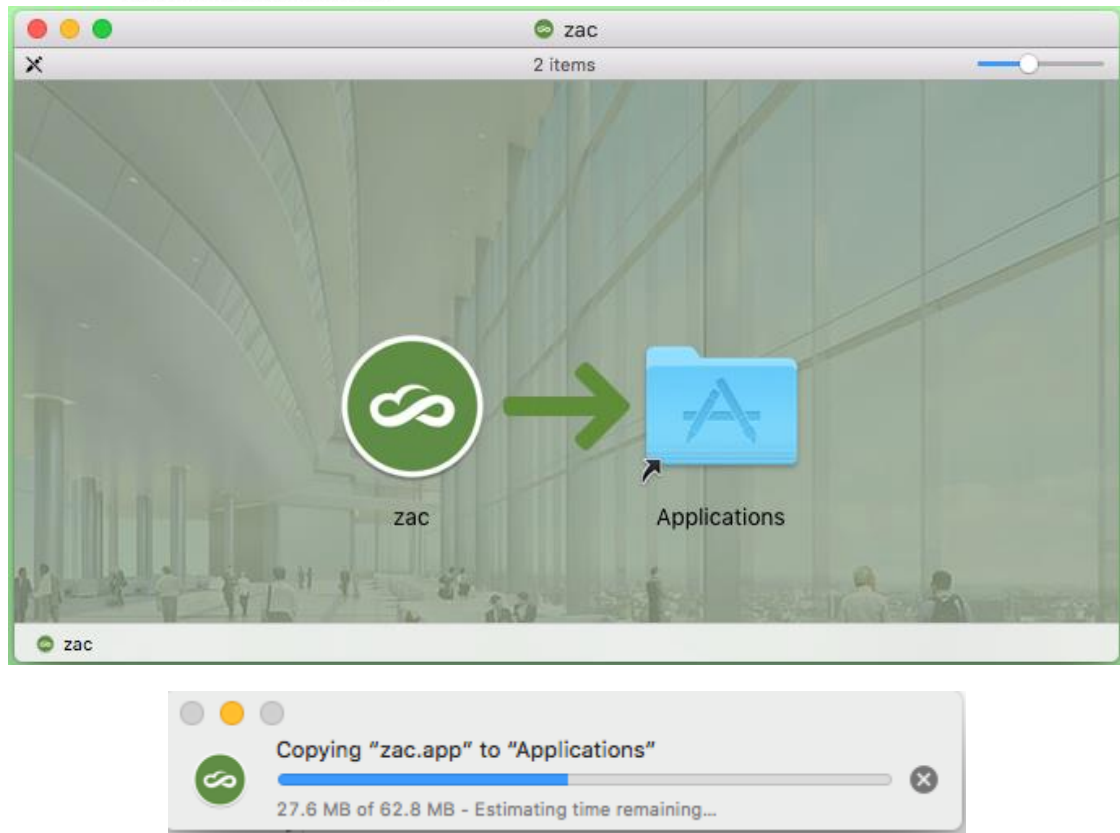 zac
2 items
zac
Applications
zac
Copying “zac.app” to “Applications”
27.6 MB of 62.8 MB - Estimating time remaining...